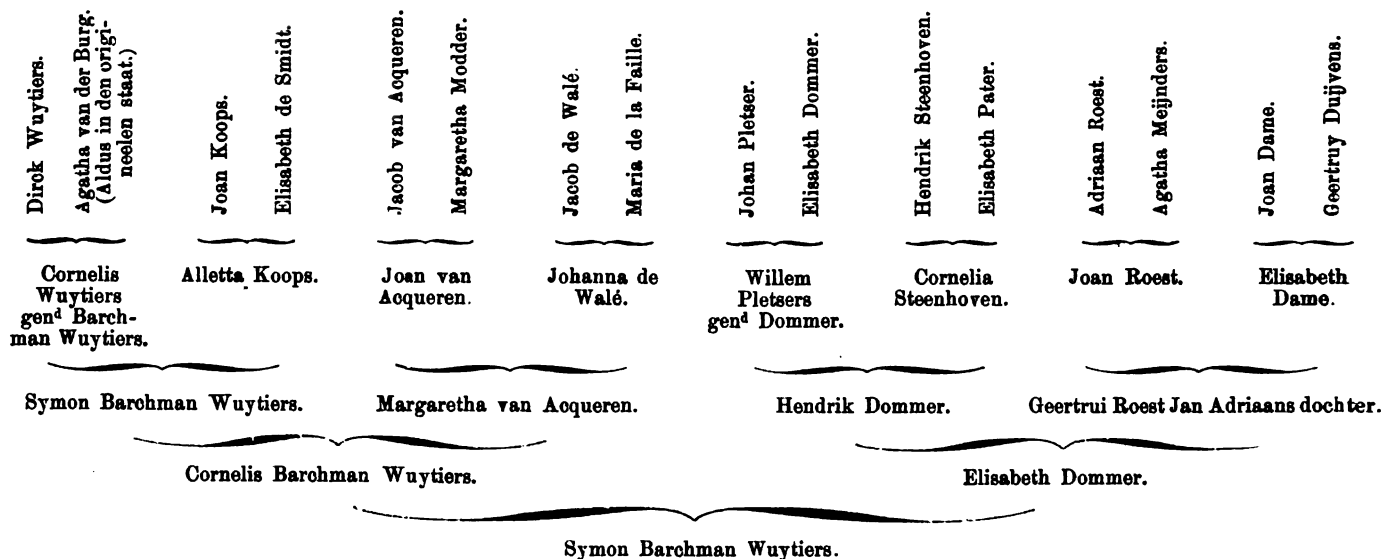 Dirck Wuytiers.
Agatha van der Burg.
(Aldus in den origi-
neelen staat.)
Joan Koops.
Elisabeth de Smidt.
Jacob van Acqueren.
Margaretha Modder.
Jacob de Walé.
Maria de la Faille.
Johan Pletser.
Elisabeth Dommer.
Hendrik Steenhoven.
Elisabeth Pater.
Adriaan Roest.
Agatha Meijnders.
Joan Dame.
Geertruy Duijvens.
Cornelis
Wuytiers
genᵈ Barch-
man Wuytiers.
Alletta Koops.
Joan van
Acqueren.
Johanna de
Walé.
Willem
Pletsers
genᵈ Dommer.
Cornelia
Steenhoven.
Joan Roest.
Elisabeth
Dame.
Symon Barchman Wuytiers.
Margaretha van Acqueren.
Hendrik Dommer.
Geertrui Roest Jan Adriaans dochter.
Cornelis Barchman Wuytiers.
Elisabeth Dommer.
Symon Barchman Wuytiers.